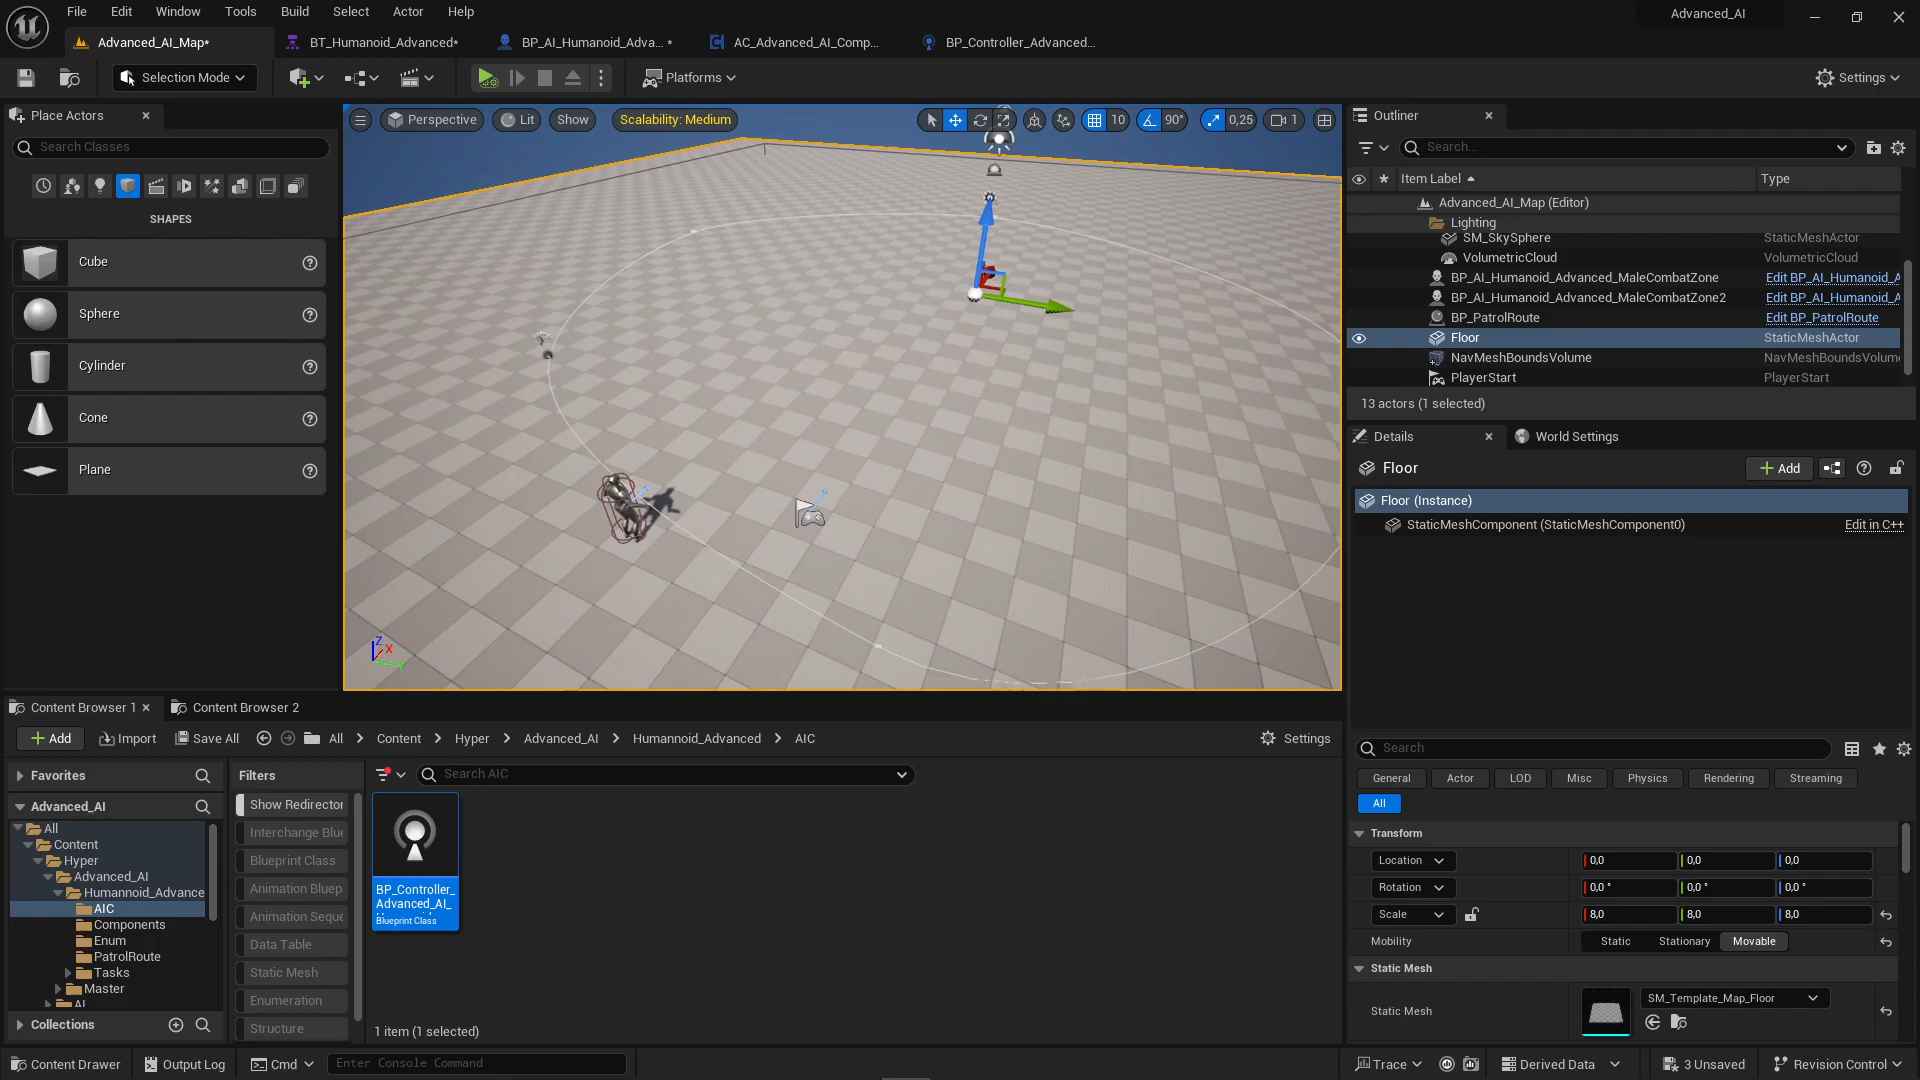 File Edit Window Tools Build Select Actor Help
Advanced_AI
Advanced_AI_Map*
BT_Humanoid_Advanced*
BP_AI_Humanoid_Adva... *
AC_Advanced_AI_Comp...
BP_Controller_Advanced...
Selection Mode
Platforms
Settings
Place Actors
Search Classes
SHAPES
Cube
Sphere
Cylinder
Cone
Plane
Perspective
Lit
Show
Scalability: Medium
10
90°
0,25
1
Z
X
Y
Outliner
Search...
Item Label
Type
Advanced_AI_Map (Editor)
Lighting
SM_SkySphere StaticMeshActor
VolumetricCloud VolumetricCloud
BP_AI_Humanoid_Advanced_MaleCombatZone Edit BP_AI_Humanoid_A
BP_AI_Humanoid_Advanced_MaleCombatZone2 Edit BP_AI_Humanoid_A
BP_PatrolRoute Edit BP_PatrolRoute
Floor StaticMeshActor
NavMeshBoundsVolume NavMeshBoundsVolume
PlayerStart PlayerStart
13 actors (1 selected)
Details
World Settings
Floor
Add
Floor (Instance)
StaticMeshComponent (StaticMeshComponent0) Edit in C++
Search
General Actor LOD Misc Physics Rendering Streaming
All
Transform
Location 0,0 0,0 0,0
Rotation 0,0 ° 0,0 ° 0,0 °
Scale 8,0 8,0 8,0
Mobility Static Stationary Movable
Static Mesh
Static Mesh
SM_Template_Map_Floor
Content Browser 1
Content Browser 2
Add
Import
Save All
All Content Hyper Advanced_AI Humannoid_Advanced AIC
Settings
Favorites
Advanced_AI
All
Content
Hyper
Advanced_AI
Humannoid_Advance
AIC
Components
Enum
PatrolRoute
Tasks
Master
AI
Collections
Filters
Show Redirector
Interchange Blue
Blueprint Class
Animation Bluep
Animation Seque
Data Table
Static Mesh
Enumeration
Structure
Search AIC
BP_Controller_
Advanced_AI_
Blueprint Class
1 item (1 selected)
Content Drawer
Output Log
Cmd
Enter Console Command
Trace
Derived Data
3 Unsaved
Revision Control